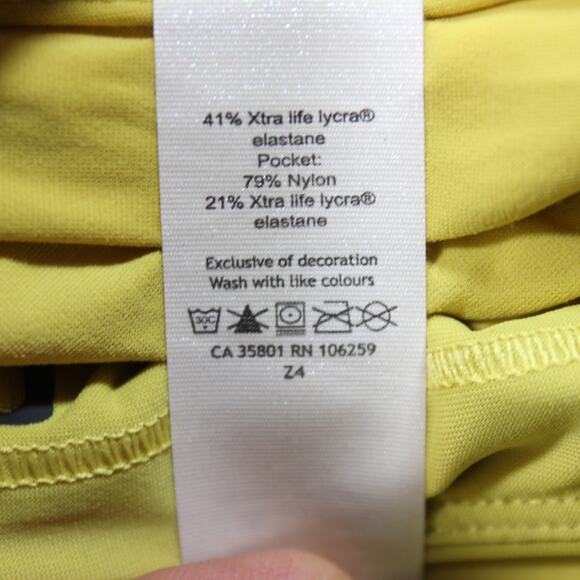 41% Xtra life lycra®
elastane
Pocket:
79% Nylon
21% Xtra life lycra®
elastane
Exclusive of decoration
Wash with like colours
30C
CA 35801 RN 106259
Z4